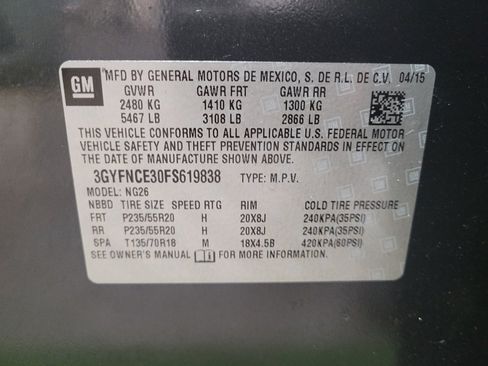 GM
MFD BY GENERAL MOTORS DE MEXICO, S. DE R.L. DE C.V. 04/15
GVWR GAWR FRT GAWR RR
2480 KG 1410 KG 1300 KG
5467 LB 3108 LB 2866 LB
THIS VEHICLE CONFORMS TO ALL APPLICABLE U.S. FEDERAL MOTOR
VEHICLE SAFETY AND THEFT PREVENTION STANDARDS IN EFFECT ON
THE DATE OF MANUFACTURE SHOWN ABOVE.
3GYFNCE30FS619838 TYPE: M.P.V.
MODEL: NG26
NBBD TIRE SIZE SPEED RTG RIM COLD TIRE PRESSURE
FRT P235/55R20 H 20X8J 240KPA(35PSI)
RR P235/55R20 H 20X8J 240KPA(35PSI)
SPA T135/70R18 M 18X4.5B 420KPA(60PSI)
SEE OWNER'S MANUAL FOR MORE INFORMATION.